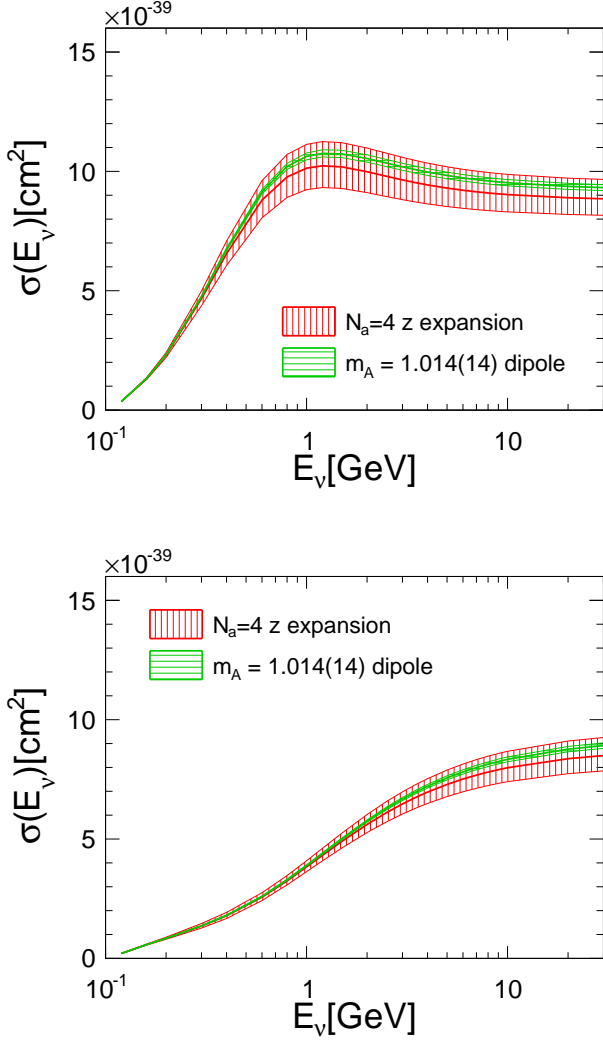 ×10⁻³⁹
15
10
5
0
σ(E_ν)[cm²]
N_a=4 z expansion
m_A = 1.014(14) dipole
10⁻¹ 1 10
E_ν[GeV]
×10⁻³⁹
15
10
5
0
σ(E_ν)[cm²]
N_a=4 z expansion
m_A = 1.014(14) dipole
10⁻¹ 1 10
E_ν[GeV]